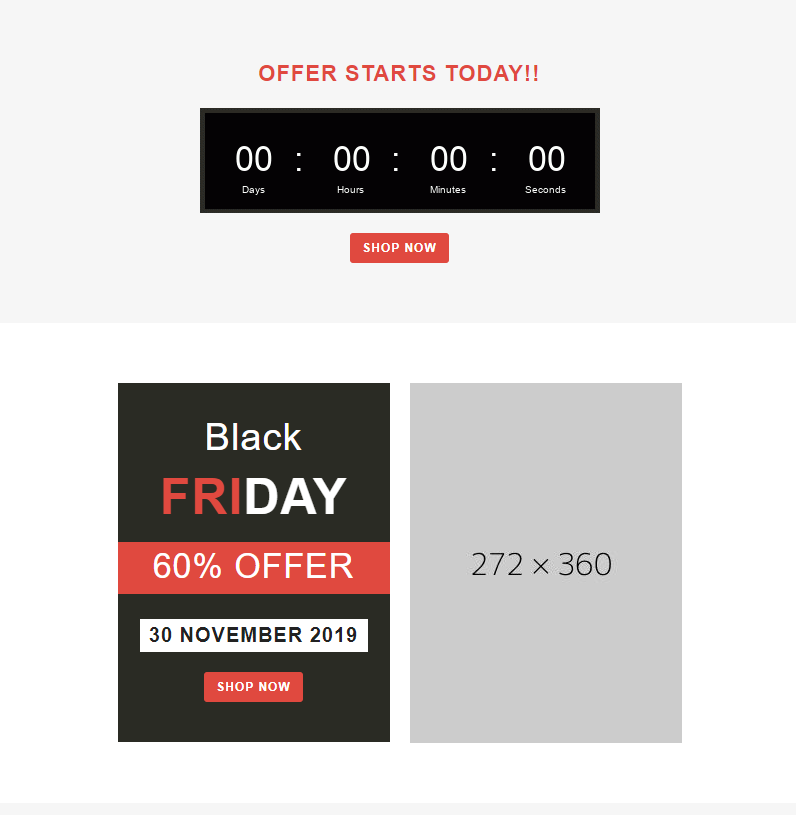 OFFER STARTS TODAY!!
00 : 00 : 00 : 00
Days Hours Minutes Seconds
SHOP NOW
Black
FRIDAY
60% OFFER
30 NOVEMBER 2019
SHOP NOW
272 × 360